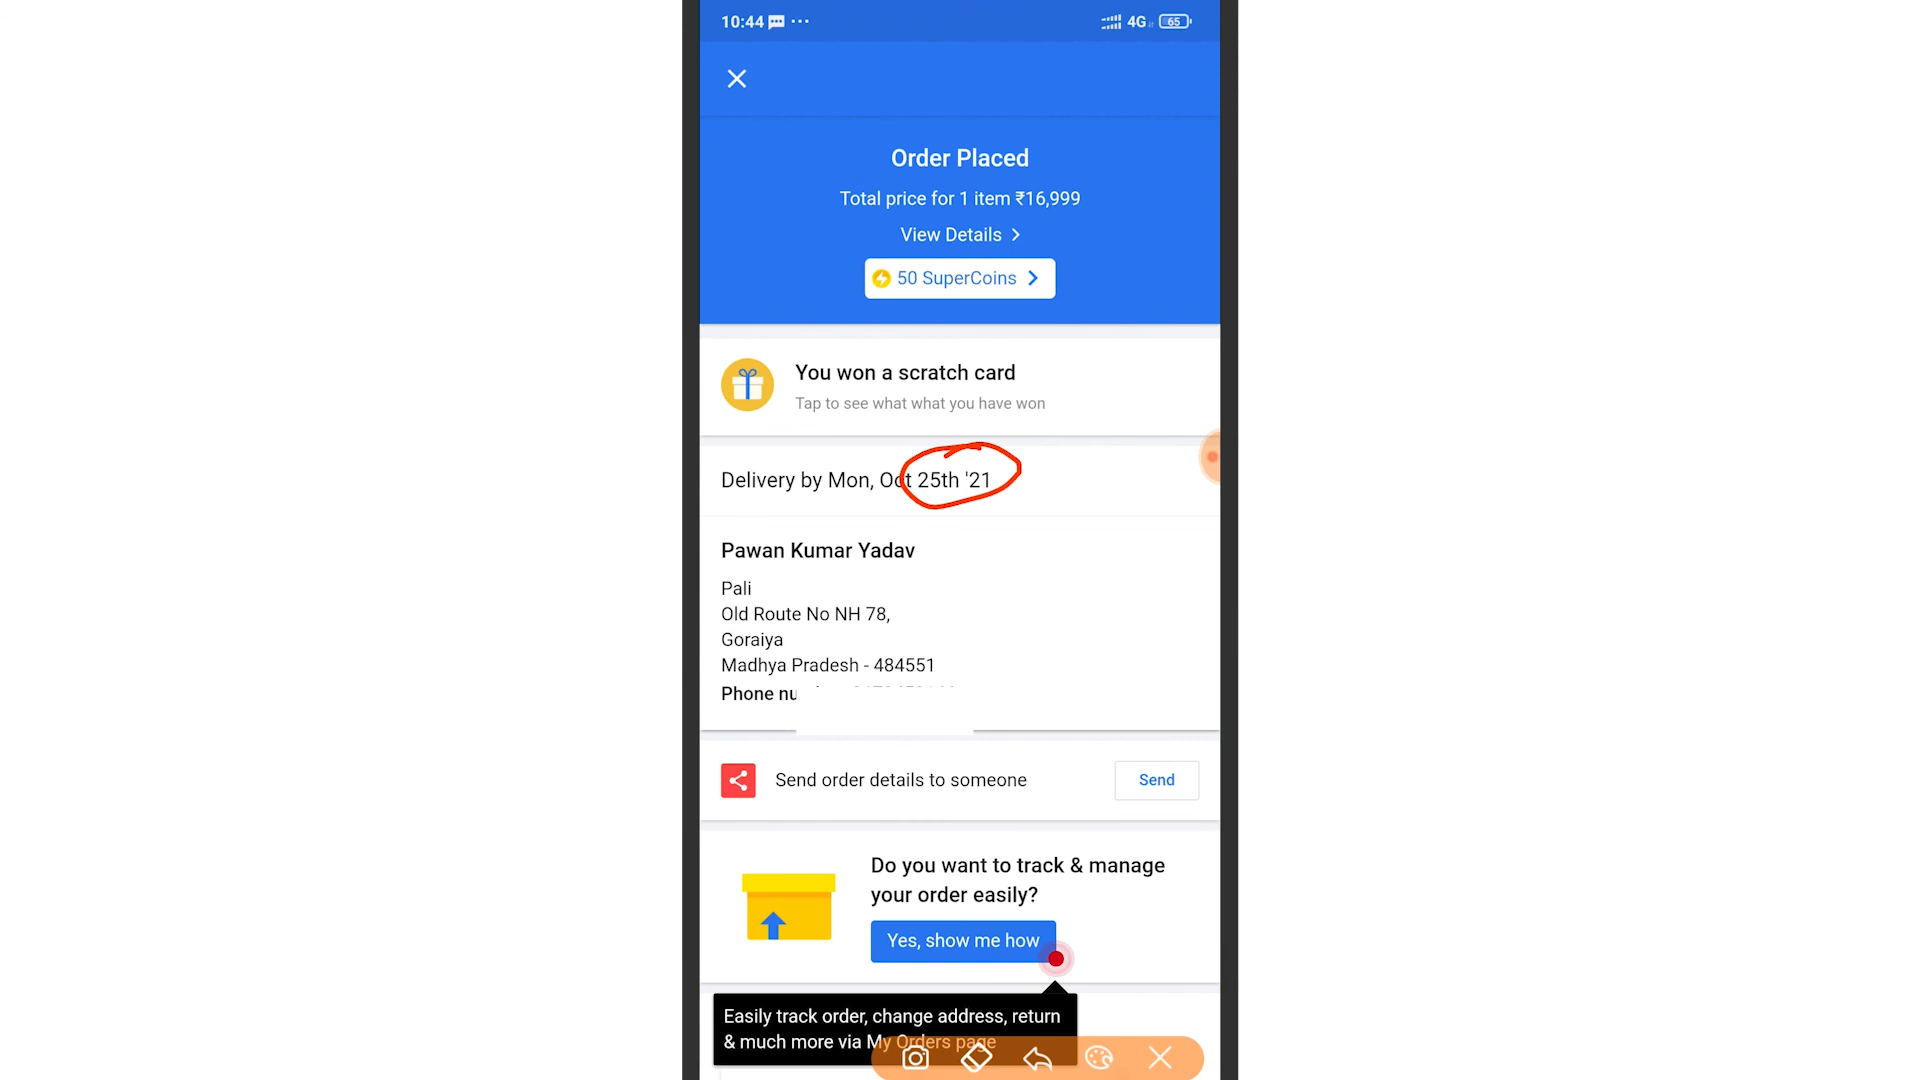 10:44 4G 65
Order Placed
Total price for 1 item ₹16,999
View Details
50 SuperCoins
You won a scratch card
Tap to see what what you have won
Delivery by Mon, Oct 25th '21
Pawan Kumar Yadav
Pali
Old Route No NH 78,
Goraiya
Madhya Pradesh - 484551
Phone nu
Send order details to someone
Send
Do you want to track & manage
your order easily?
Yes, show me how
Easily track order, change address, return
& much more via My Orders page